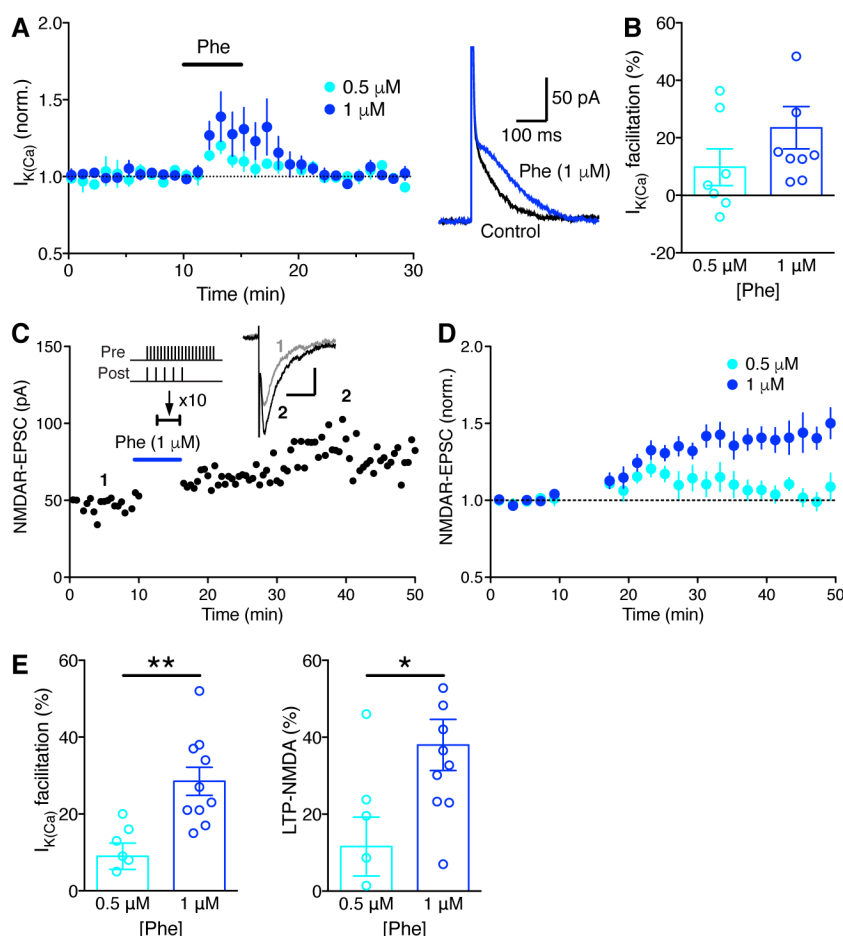 A
I_K(Ca) (norm.)
2.0
1.5
1.0
0.5
Phe
0.5 μM
1 μM
0
10
20
30
Time (min)
50 pA
100 ms
Phe (1 μM)
Control
B
I_K(Ca) facilitation (%)
60
40
20
0
-20
0.5 μM
1 μM
[Phe]
C
NMDAR-EPSC (pA)
150
100
50
0
Pre
Post
x10
Phe (1 μM)
1
2
1
2
0
10
20
30
40
50
Time (min)
D
NMDAR-EPSC (norm.)
2.0
1.5
1.0
0.5
0.5 μM
1 μM
0
10
20
30
40
50
Time (min)
E
I_K(Ca) facilitation (%)
60
40
20
0
**
0.5 μM
1 μM
[Phe]
LTP-NMDA (%)
60
40
20
0
*
0.5 μM
1 μM
[Phe]